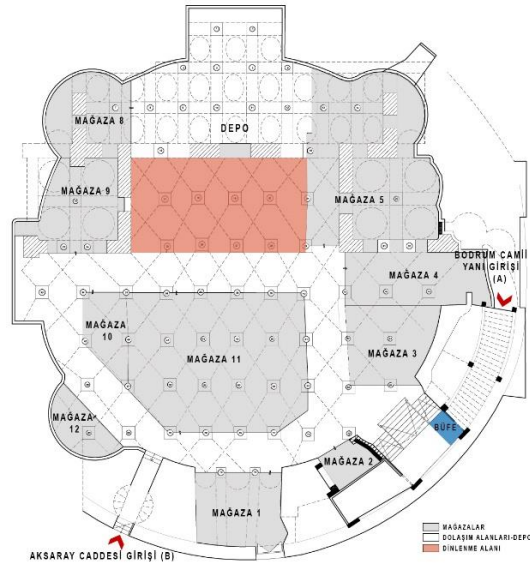 MAĞAZA 8
DEPO
MAĞAZA 9
MAĞAZA 5
BODRUM CAMİİ
YANI GİRİŞİ
(A)
MAĞAZA 4
MAĞAZA
10
MAĞAZA 11
MAĞAZA 3
MAĞAZA
12
BÜFE
MAĞAZA 2
MAĞAZA 1
MAĞAZALAR
DOLAŞIM ALANLARI-DEPO
DİNLENME ALANI
AKSARAY CADDESİ GİRİŞİ (B)